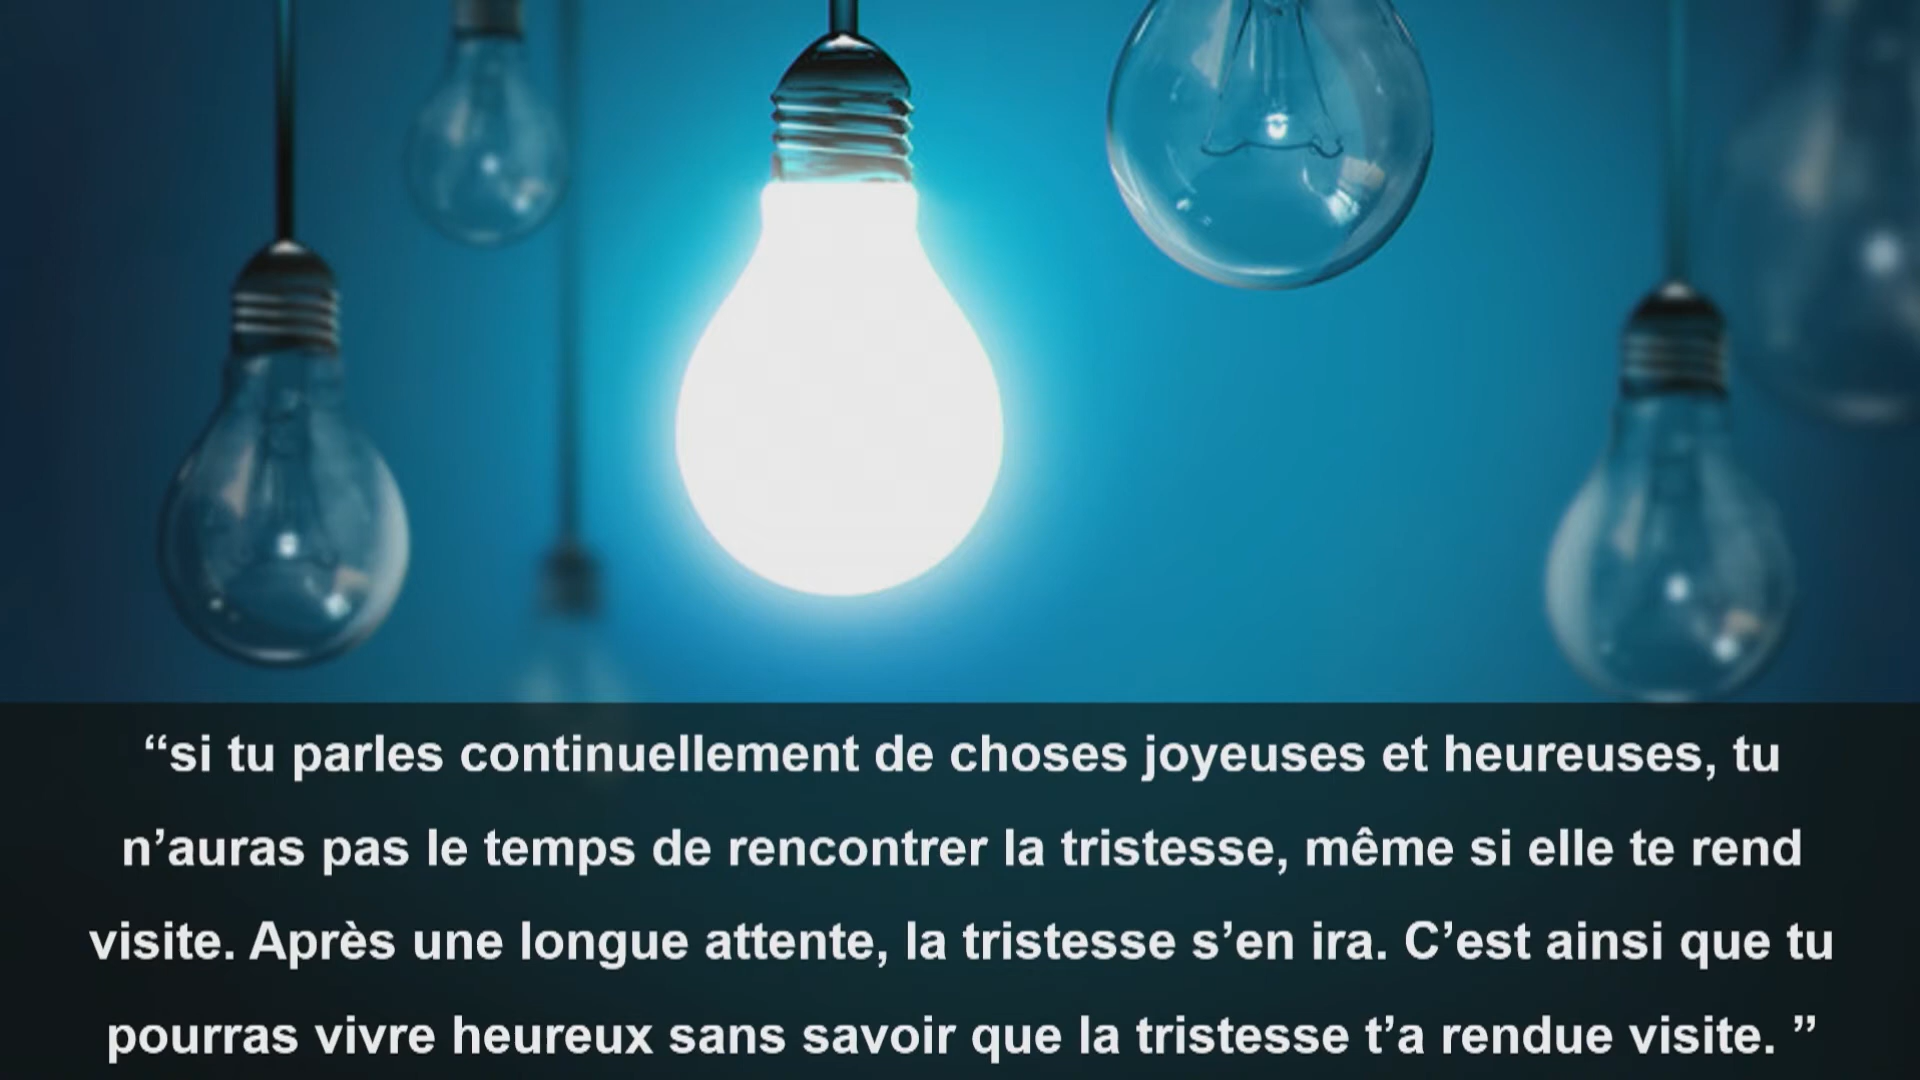 “si tu parles continuellement de choses joyeuses et heureuses, tu
n’auras pas le temps de rencontrer la tristesse, même si elle te rend
visite. Après une longue attente, la tristesse s’en ira. C’est ainsi que tu
pourras vivre heureux sans savoir que la tristesse t’a rendue visite. ”